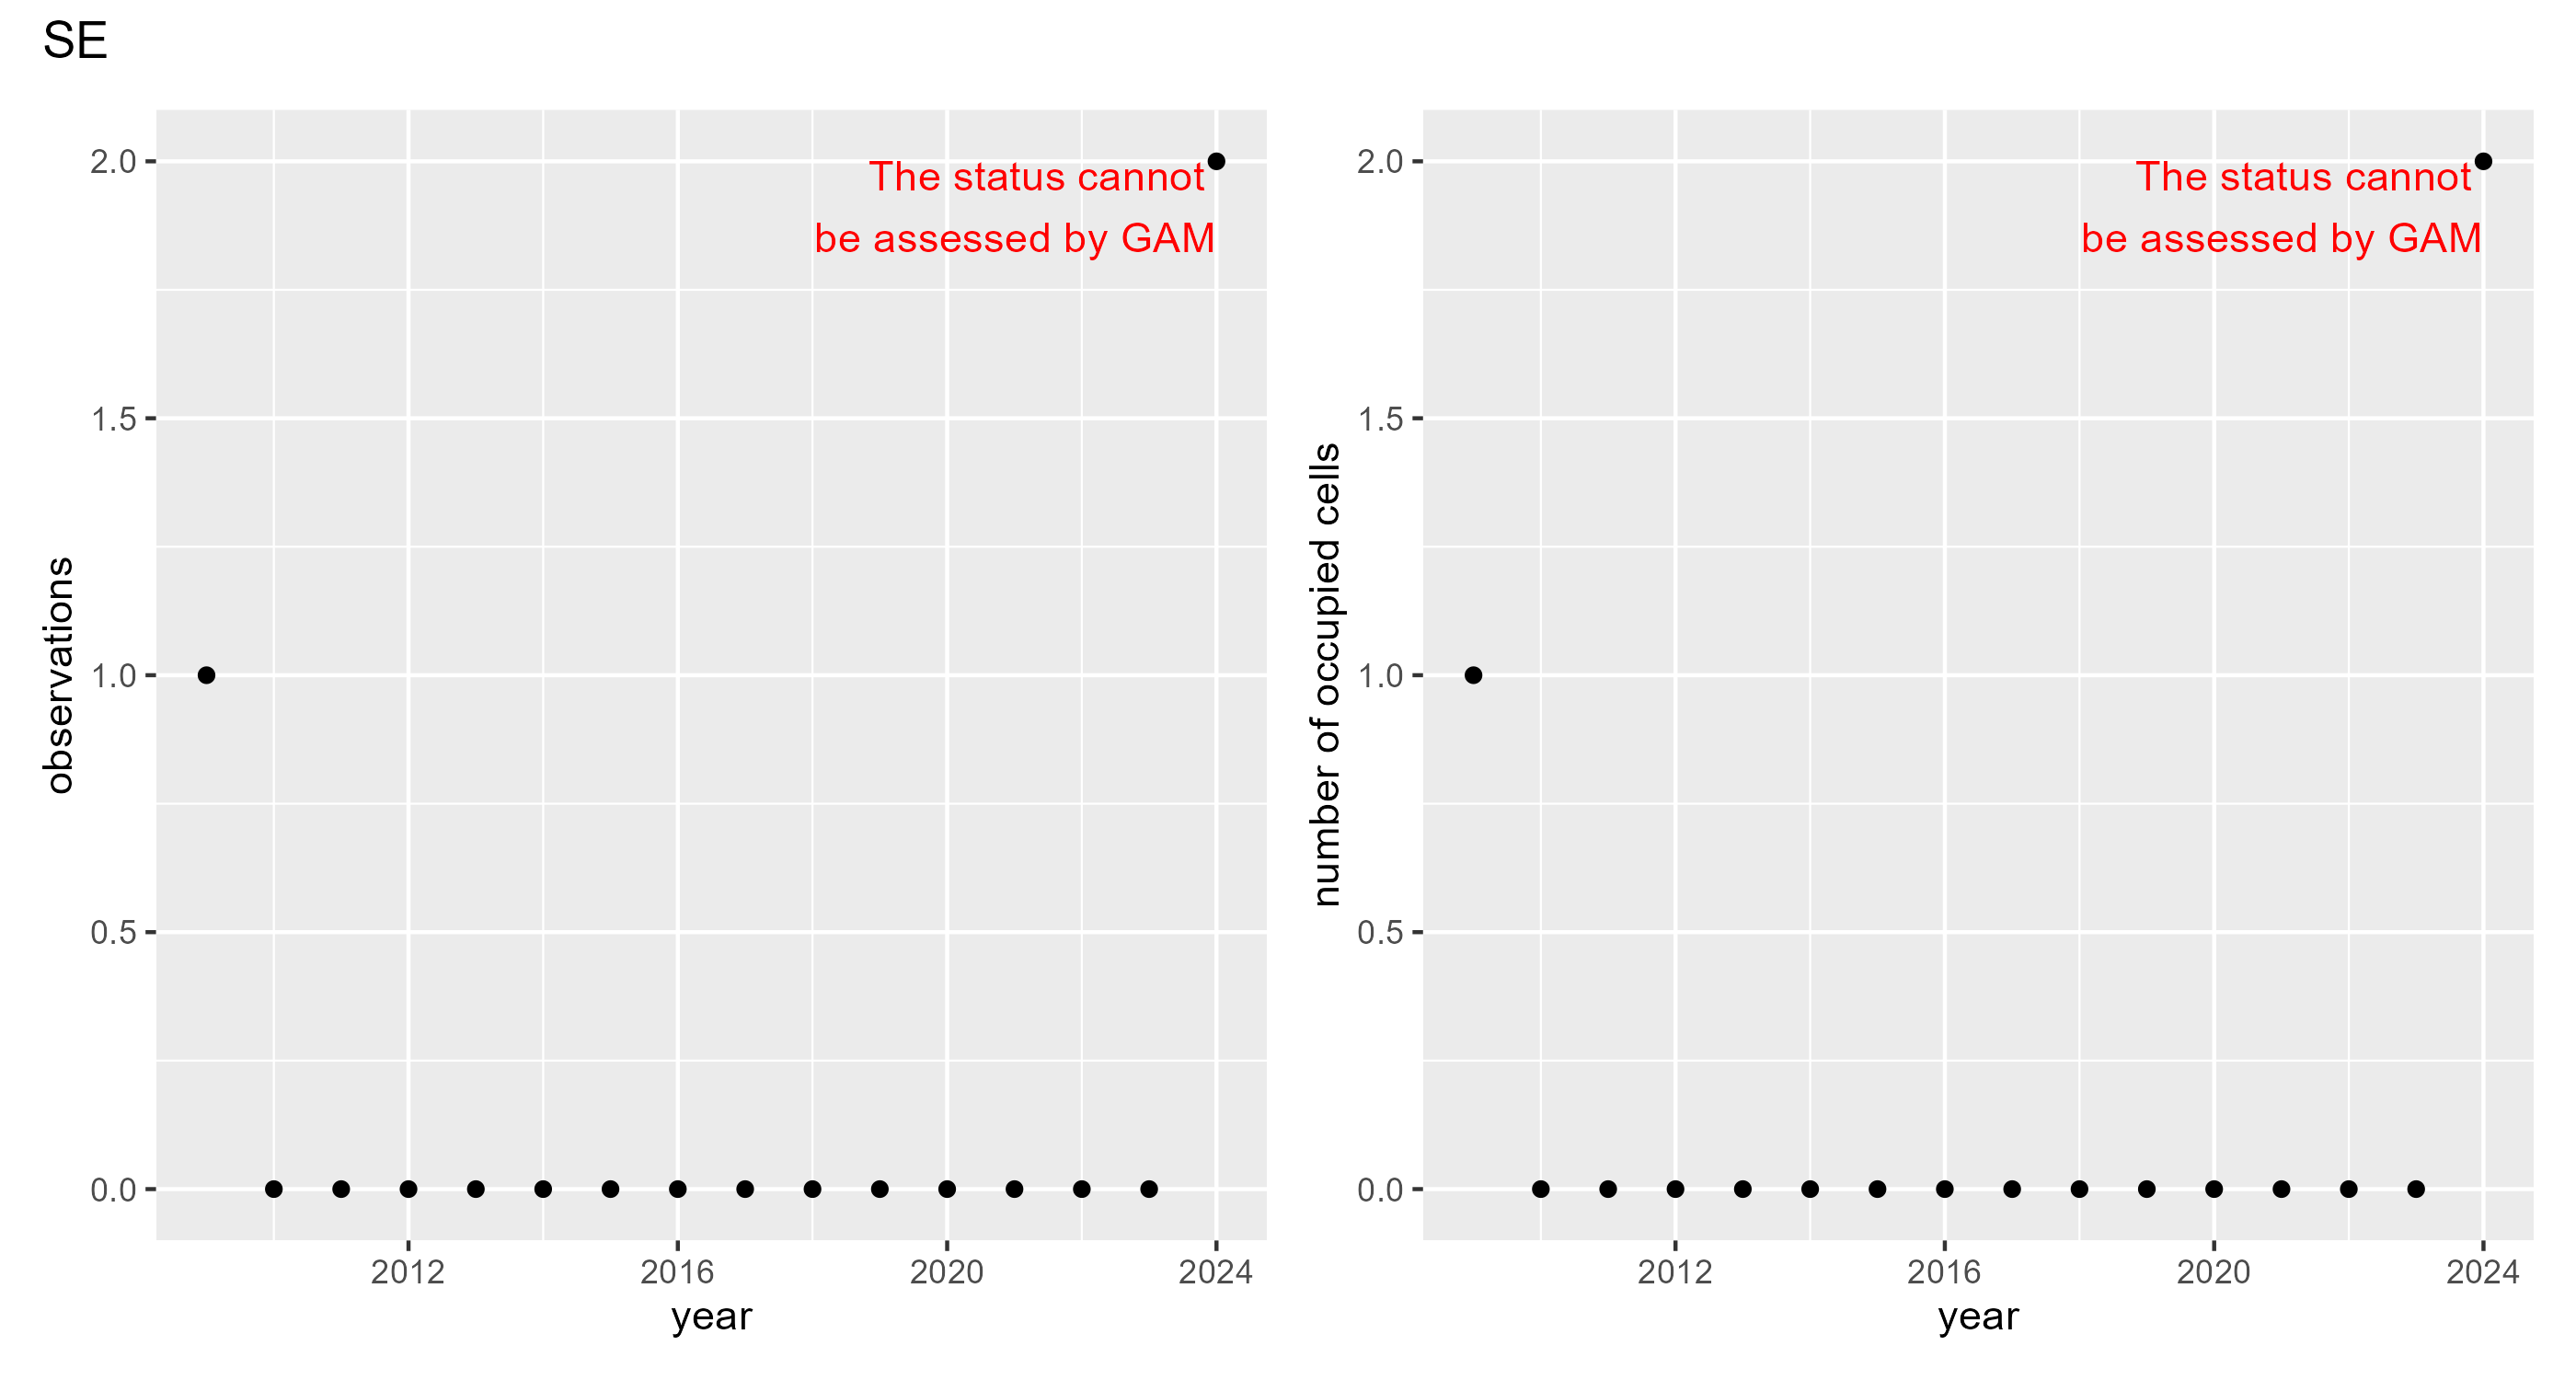 SE
observations
2.0
1.5
1.0
0.5
0.0
The status cannot
be assessed by GAM
2012
2016
2020
2024
year
number of occupied cells
2.0
1.5
1.0
0.5
0.0
The status cannot
be assessed by GAM
2012
2016
2020
2024
year